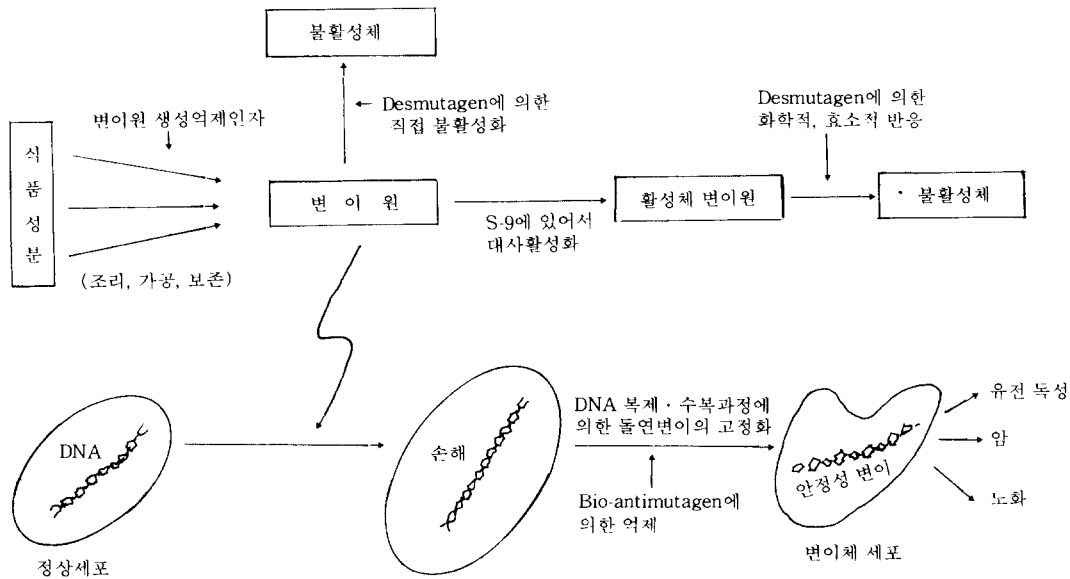 불활성체
Desmutagen에 의한
직접 불활성화
변이원 생성억제인자
식
품
성
분
(조리, 가공, 보존)
변 이 원
S-9에 있어서
대사활성화
활성체 변이원
Desmutagen에 의한
화학적, 효소적 반응
불활성체
DNA
정상세포
손해
DNA 복제 · 수복과정에
의한 돌연변이의 고정화
Bio-antimutagen에
의한 억제
안정성 변이
변이체 세포
유전 독성
암
노화